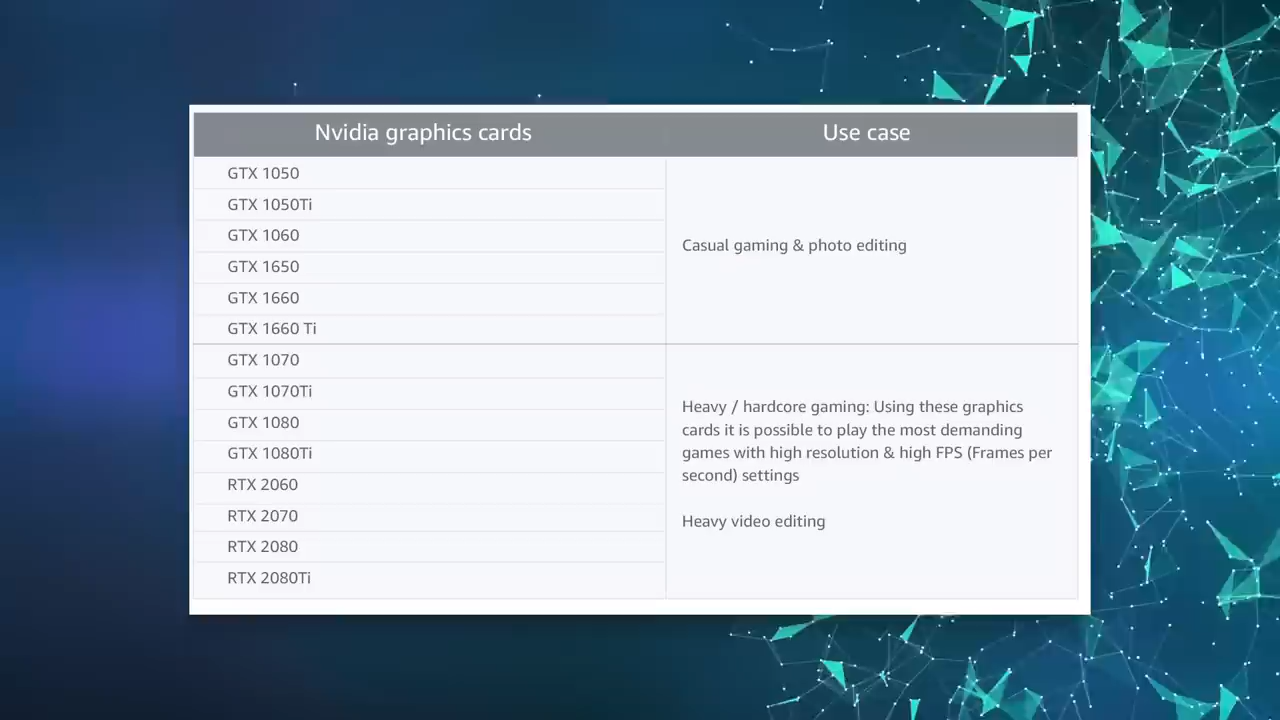 Nvidia graphics cards
Use case
GTX 1050
GTX 1050Ti
GTX 1060
GTX 1650
GTX 1660
GTX 1660 Ti
Casual gaming & photo editing
GTX 1070
GTX 1070Ti
GTX 1080
GTX 1080Ti
RTX 2060
RTX 2070
RTX 2080
RTX 2080Ti
Heavy / hardcore gaming: Using these graphics
cards it is possible to play the most demanding
games with high resolution & high FPS (Frames per
second) settings
Heavy video editing